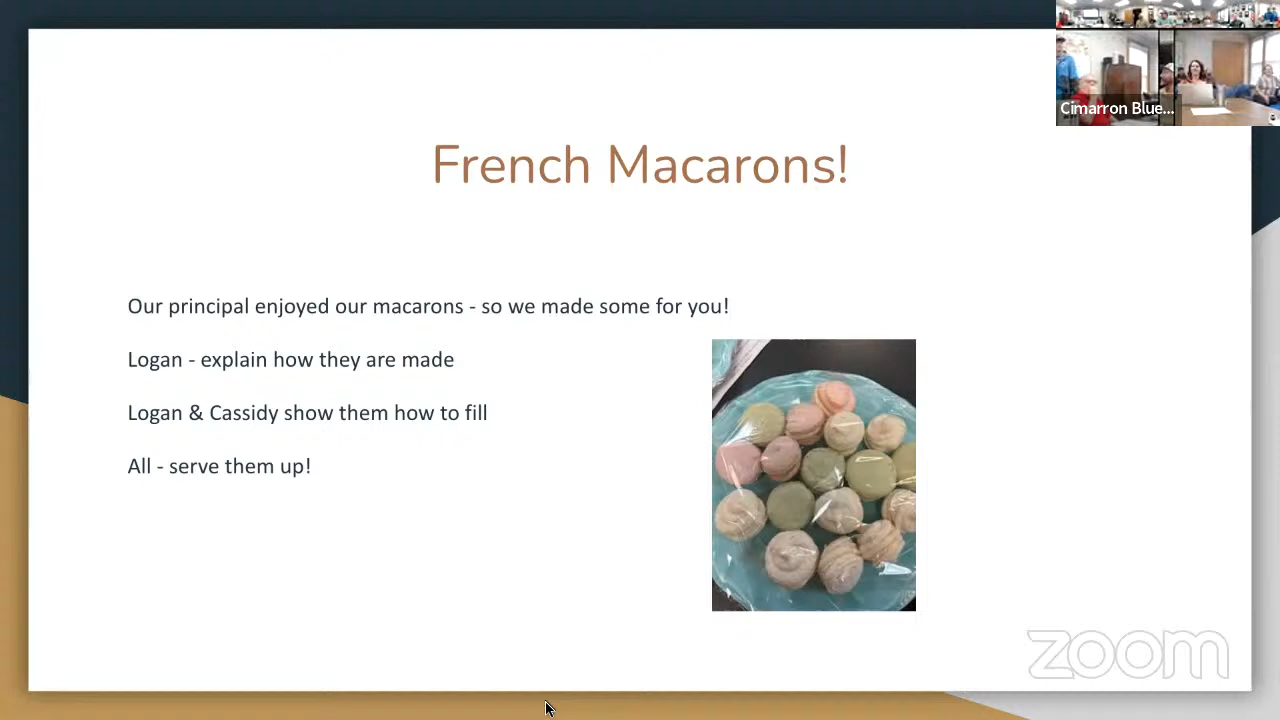 Cimarron Blue...
French Macarons!
Our principal enjoyed our macarons - so we made some for you!
Logan - explain how they are made
Logan & Cassidy show them how to fill
All - serve them up!
zoom